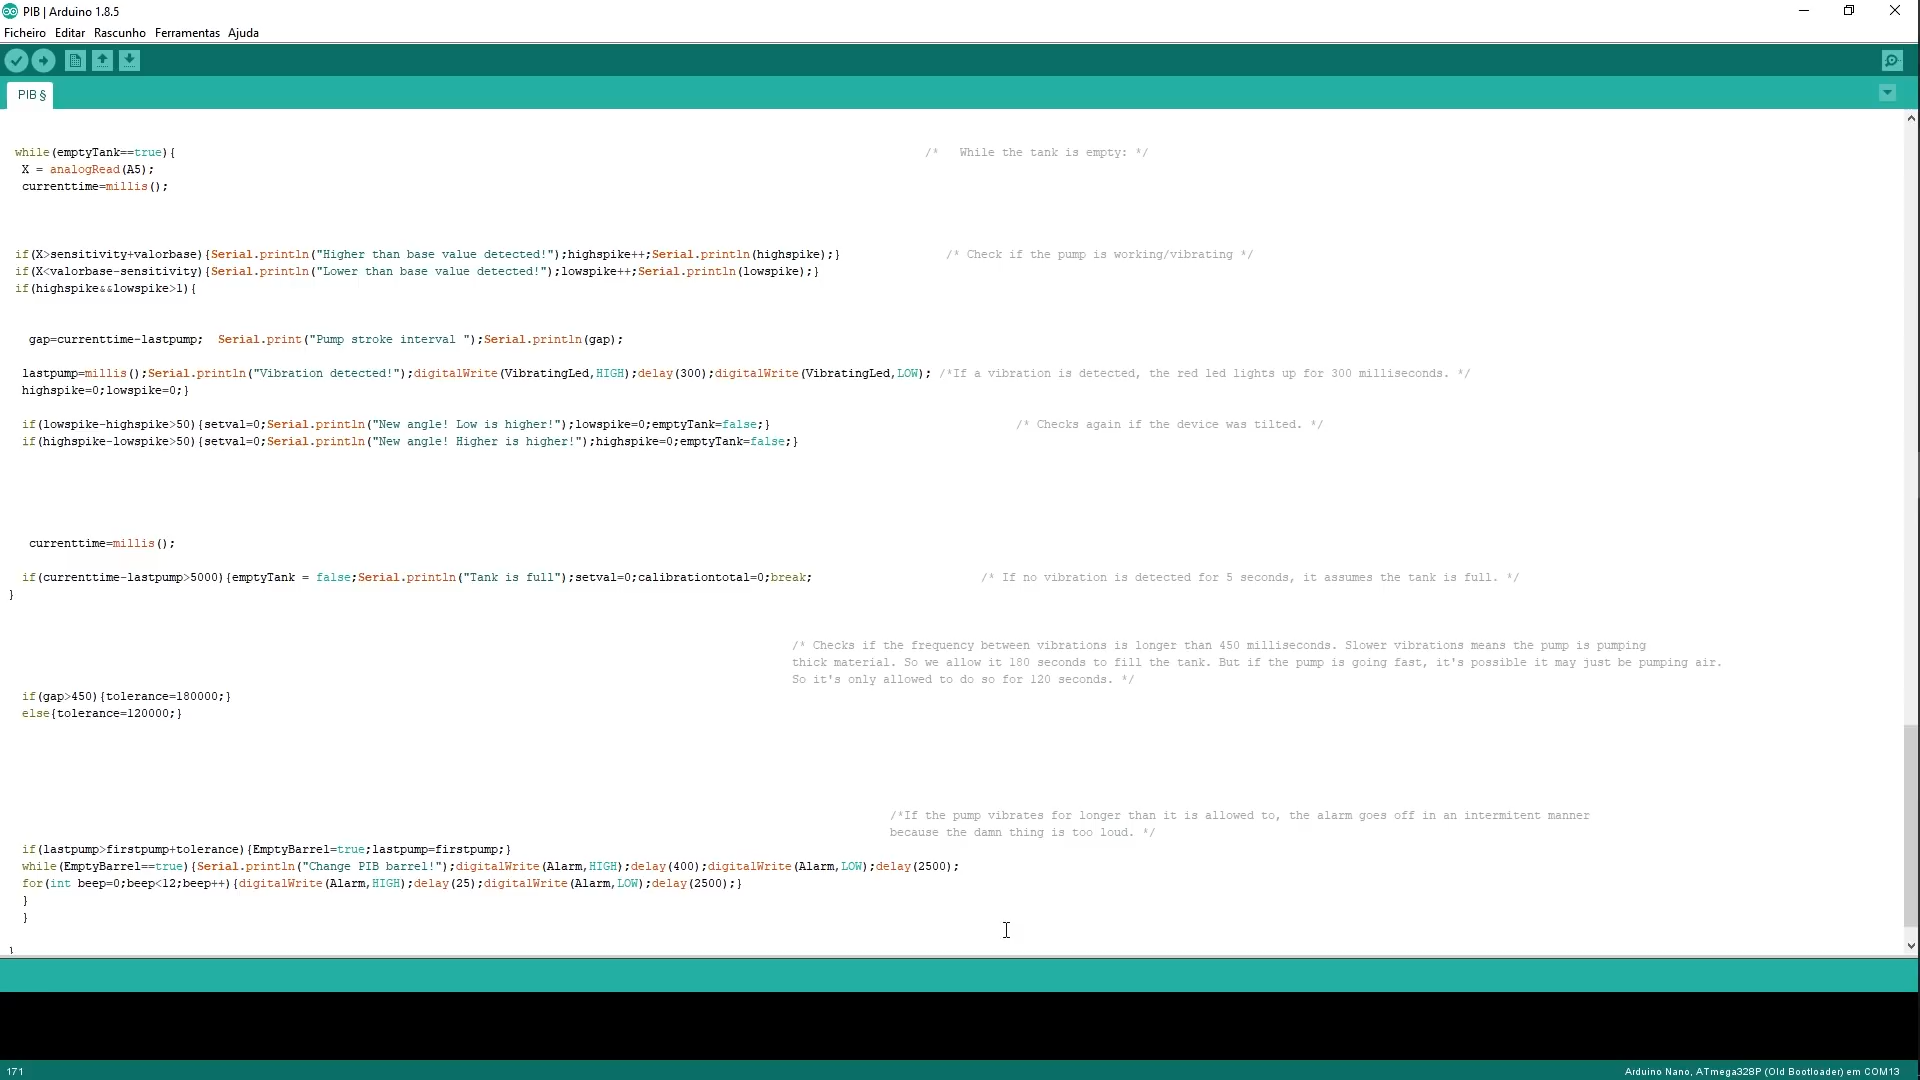 PIB | Arduino 1.8.5
Ficheiro Editar Rascunho Ferramentas Ajuda
PIB §
while(emptyTank==true){ /* While the tank is empty: */
X = analogRead(A5);
currenttime=millis();
if(X>sensitivity+valorbase){Serial.println("Higher than base value detected!");highspike++;Serial.println(highspike);} /* Check if the pump is working/vibrating */
if(X<valorbase-sensitivity){Serial.println("Lower than base value detected!");lowspike++;Serial.println(lowspike);}
if(highspike&&lowspike>1){
gap=currenttime-lastpump; Serial.print("Pump stroke interval ");Serial.println(gap);
lastpump=millis();Serial.println("Vibration detected!");digitalWrite(VibratingLed,HIGH);delay(300);digitalWrite(VibratingLed,LOW); /*If a vibration is detected, the red led lights up for 300 milliseconds. */
highspike=0;lowspike=0;}
if(lowspike-highspike>50){setval=0;Serial.println("New angle! Low is higher!");lowspike=0;emptyTank=false;} /* Checks again if the device was tilted. */
if(highspike-lowspike>50){setval=0;Serial.println("New angle! Higher is higher!");highspike=0;emptyTank=false;}
currenttime=millis();
if(currenttime-lastpump>5000){emptyTank = false;Serial.println("Tank is full");setval=0;calibrationtotal=0;break; /* If no vibration is detected for 5 seconds, it assumes the tank is full. */
}
/* Checks if the frequency between vibrations is longer than 450 milliseconds. Slower vibrations means the pump is pumping
thick material. So we allow it 180 seconds to fill the tank. But if the pump is going fast, it's possible it may just be pumping air.
So it's only allowed to do so for 120 seconds. */
if(gap>450){tolerance=180000;}
else{tolerance=120000;}
/*If the pump vibrates for longer than it is allowed to, the alarm goes off in an intermitent manner
because the damn thing is too loud. */
if(lastpump>firstpump+tolerance){EmptyBarrel=true;lastpump=firstpump;}
while(EmptyBarrel==true){Serial.println("Change PIB barrel!");digitalWrite(Alarm,HIGH);delay(400);digitalWrite(Alarm,LOW);delay(2500);
for(int beep=0;beep<12;beep++){digitalWrite(Alarm,HIGH);delay(25);digitalWrite(Alarm,LOW);delay(2500);}
}
}
}
171
Arduino Nano, ATmega328P (Old Bootloader) em COM13